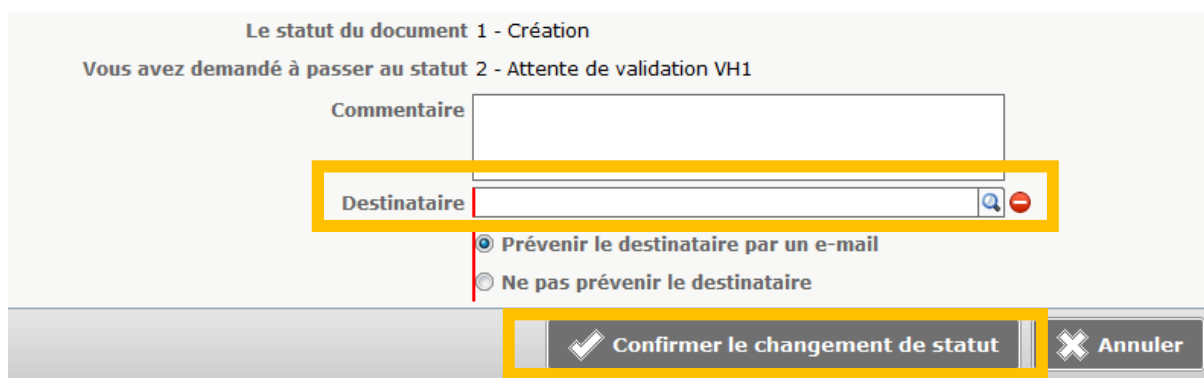 Le statut du document 1 - Création
Vous avez demandé à passer au statut 2 - Attente de validation VH1
Commentaire
Destinataire
Prévenir le destinataire par un e-mail
Ne pas prévenir le destinataire
Confirmer le changement de statut Annuler